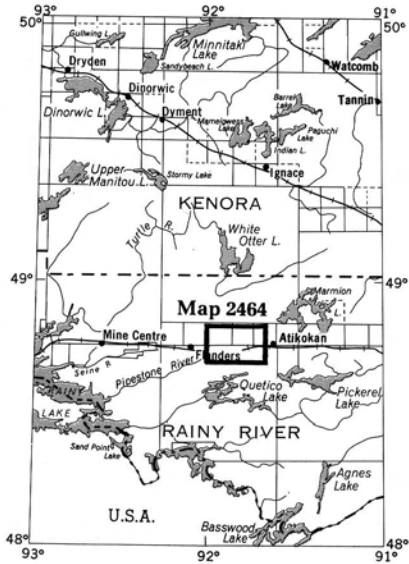 93° 92° 91°
50° 50°
Gullwing L.
Minnitaki
Lake
Sandybeach L.
Dryden
Watcomb
Dinorwic
Barrel
Lake
Tannin
Dinorwic L.
Dyment
Mameigwess
Lake
Paguchi
Lake
Indian L.
Ignace
Upper
Manitou L.
Stormy Lake
KENORA
Turtle R.
White
Otter L.
49° 49°
Marmion
L.
Map 2464
Mine Centre
Atikokan
Flanders
Seine R.
Pipestone River
Quetico
Lake
Pickerel
Lake
RAINY
LAKE
RAINY RIVER
Sand Point
Lake
Agnes
Lake
U.S.A.
Basswood
Lake
48° 48°
93° 92° 91°